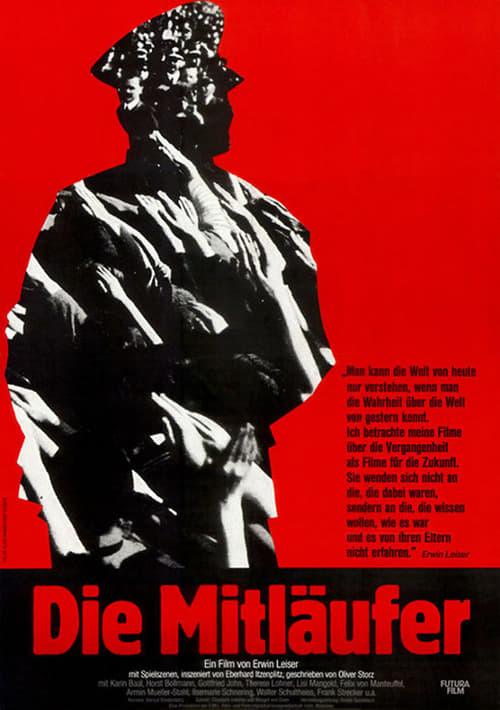 „Man kann die Welt von heute
nur verstehen, wenn man
die Wahrheit über die Welt
von gestern kennt.
Ich betrachte meine Filme
über die Vergangenheit
als Filme für die Zukunft.
Sie wenden sich nicht an
die, die dabei waren,
sondern an die, die wissen
wollen, wie es war
und es von ihren Eltern
nicht erfahren.“ Erwin Leiser
Die Mitläufer
Ein Film von Erwin Leiser
mit Spielszenen, inszeniert von Eberhard Itzenplitz, geschrieben von Oliver Storz
mit Karin Baal, Horst Bollmann, Gottfried John, Therese Lohner, Lisi Mangold, Felix von Manteuffel,
Armin Mueller-Stahl, Ilsemarie Schnering, Walter Schultheiss, Frank Strecker u.a.
FUTURA
FILM